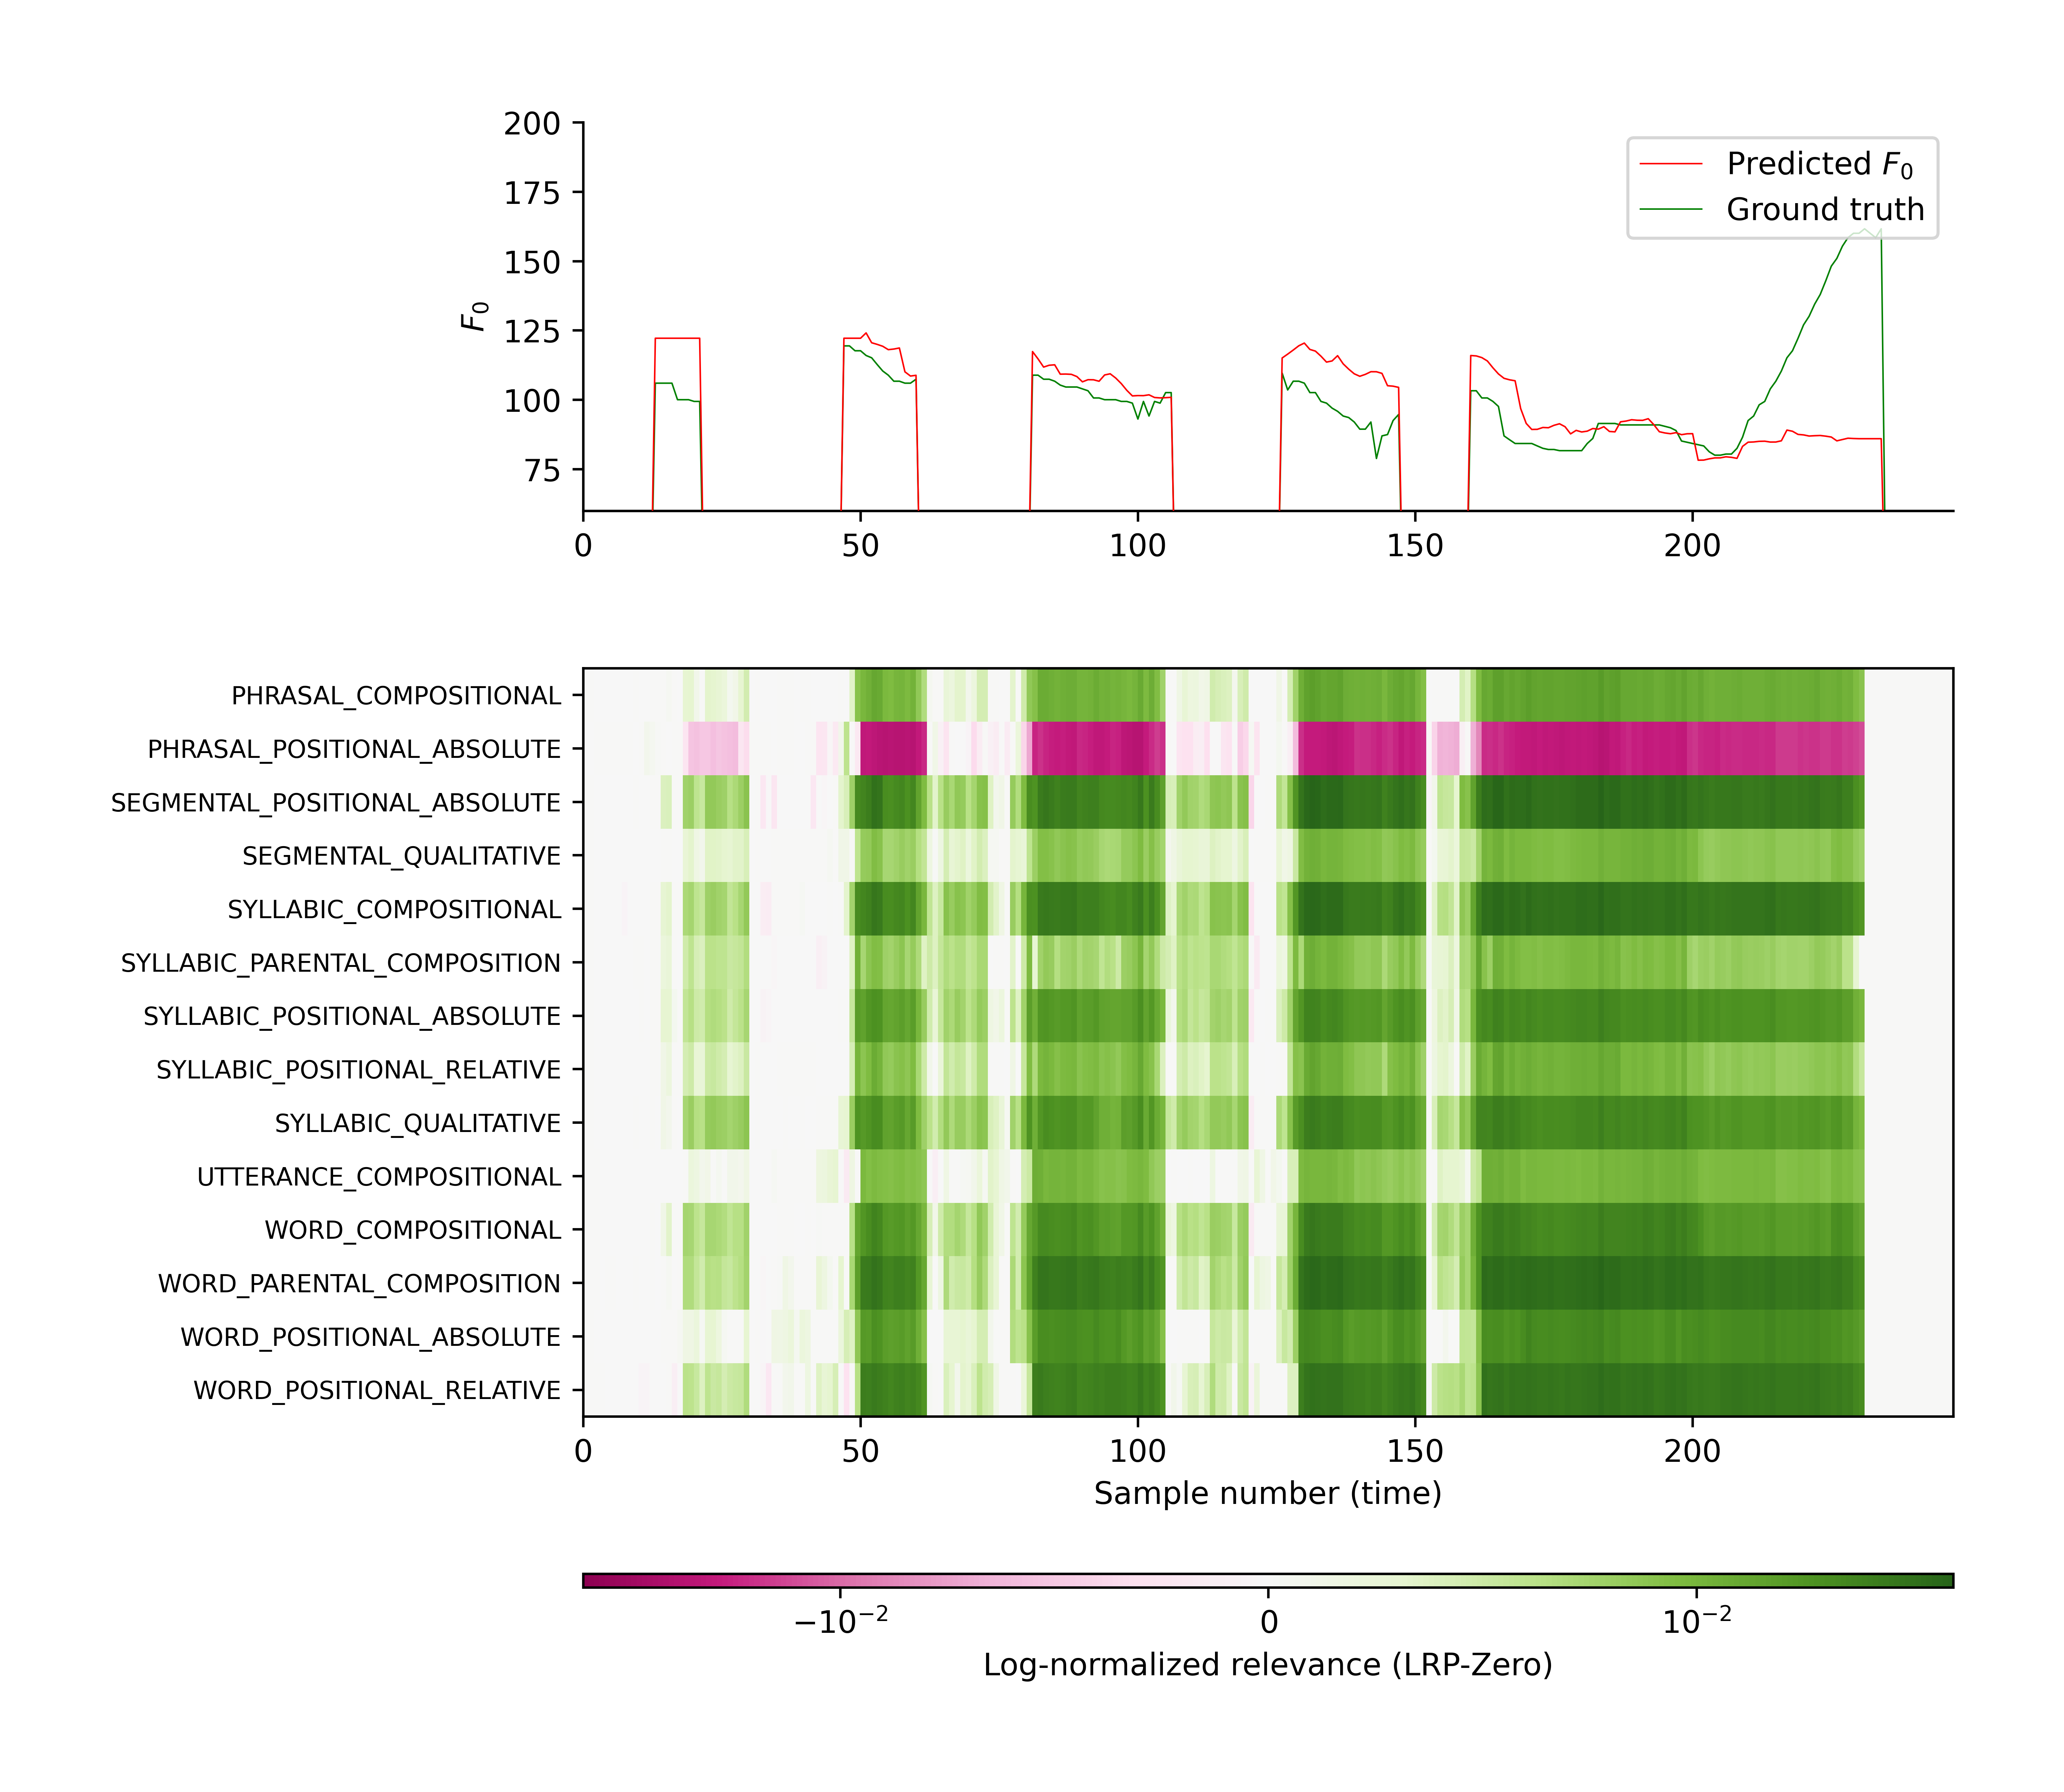 200
175
150
125
100
75
F₀
Predicted F₀
Ground truth
0 50 100 150 200
PHRASAL_COMPOSITIONAL
PHRASAL_POSITIONAL_ABSOLUTE
SEGMENTAL_POSITIONAL_ABSOLUTE
SEGMENTAL_QUALITATIVE
SYLLABIC_COMPOSITIONAL
SYLLABIC_PARENTAL_COMPOSITION
SYLLABIC_POSITIONAL_ABSOLUTE
SYLLABIC_POSITIONAL_RELATIVE
SYLLABIC_QUALITATIVE
UTTERANCE_COMPOSITIONAL
WORD_COMPOSITIONAL
WORD_PARENTAL_COMPOSITION
WORD_POSITIONAL_ABSOLUTE
WORD_POSITIONAL_RELATIVE
0 50 100 150 200
Sample number (time)
−10⁻² 0 10⁻²
Log-normalized relevance (LRP-Zero)